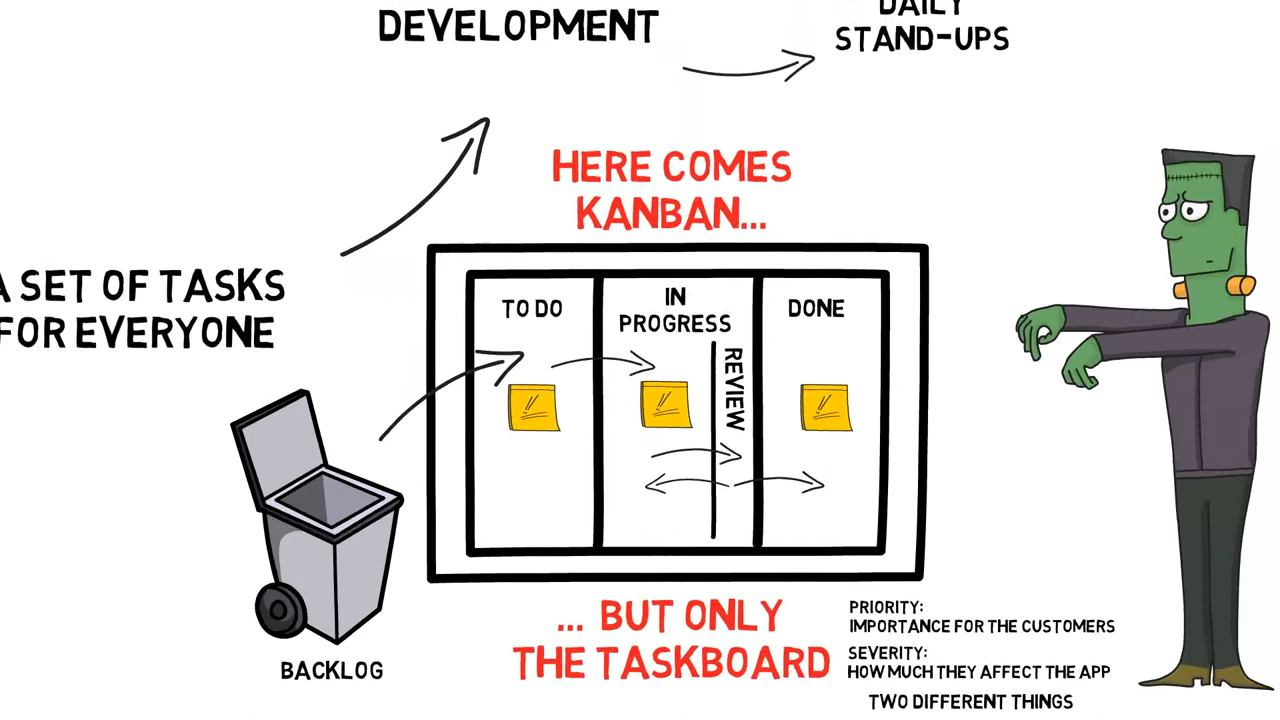 DEVELOPMENT
DAILY
STAND-UPS
HERE COMES
KANBAN...
A SET OF TASKS
FOR EVERYONE
TO DO
IN
PROGRESS
REVIEW
DONE
BACKLOG
... BUT ONLY
THE TASKBOARD
PRIORITY:
IMPORTANCE FOR THE CUSTOMERS
SEVERITY:
HOW MUCH THEY AFFECT THE APP
TWO DIFFERENT THINGS